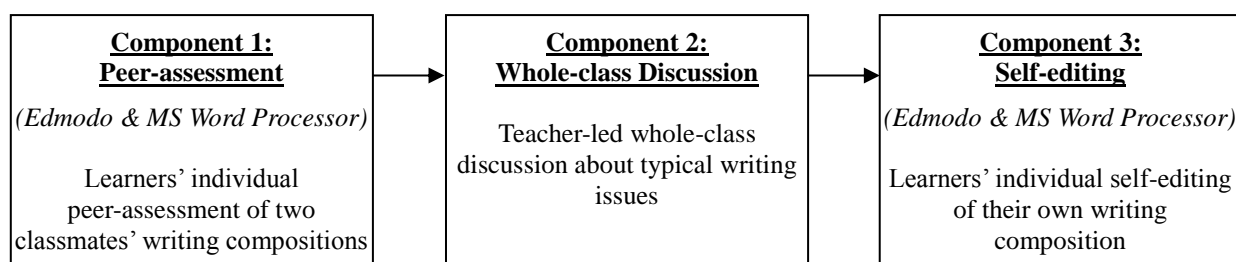 Component 1:
Peer-assessment
(Edmodo & MS Word Processor)
Learners’ individual
peer-assessment of two
classmates’ writing compositions
Component 2:
Whole-class Discussion
Teacher-led whole-class
discussion about typical writing
issues
Component 3:
Self-editing
(Edmodo & MS Word Processor)
Learners’ individual self-editing
of their own writing
composition